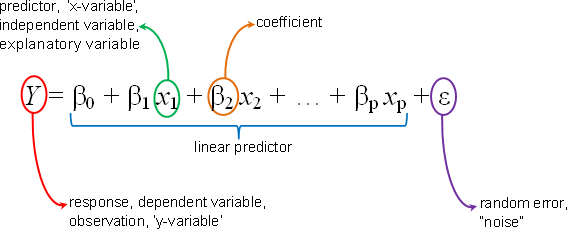 predictor, 'x-variable',
independent variable,
explanatory variable
coefficient
Y = β₀ + β₁ x₁ + β₂ x₂ + … + βₚ xₚ + ε
linear predictor
response, dependent variable,
observation, 'y-variable'
random error,
"noise"